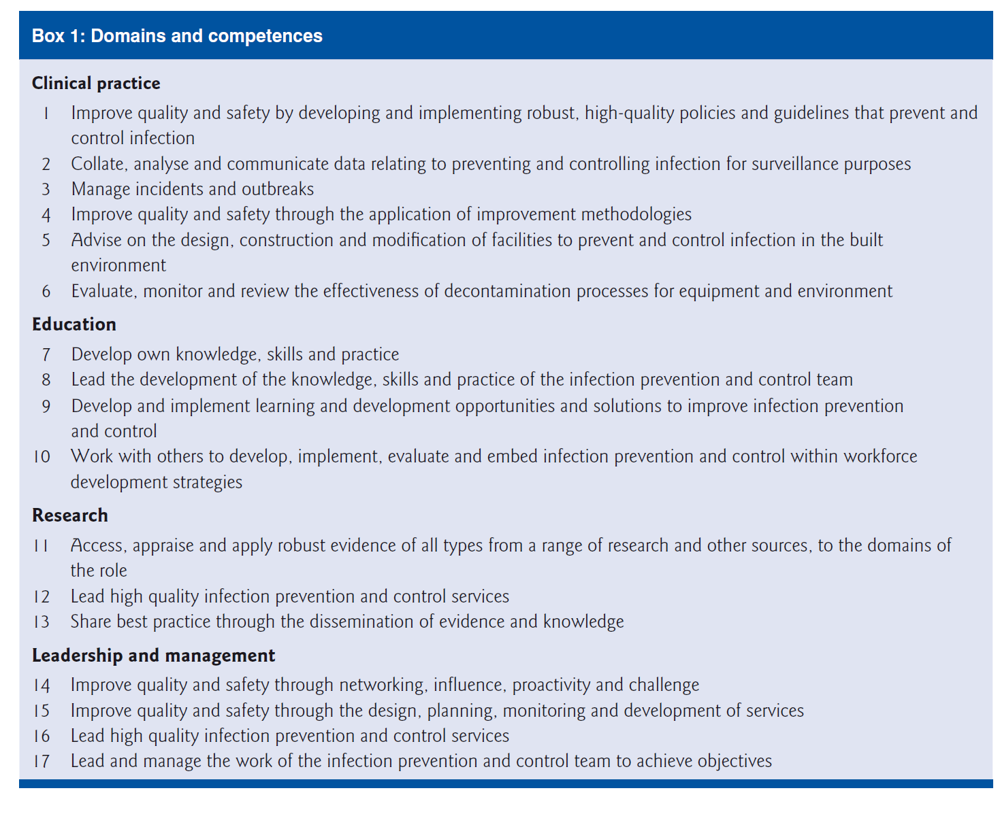 Box 1: Domains and competences
Clinical practice
1 Improve quality and safety by developing and implementing robust, high-quality policies and guidelines that prevent and
control infection
2 Collate, analyse and communicate data relating to preventing and controlling infection for surveillance purposes
3 Manage incidents and outbreaks
4 Improve quality and safety through the application of improvement methodologies
5 Advise on the design, construction and modification of facilities to prevent and control infection in the built
environment
6 Evaluate, monitor and review the effectiveness of decontamination processes for equipment and environment
Education
7 Develop own knowledge, skills and practice
8 Lead the development of the knowledge, skills and practice of the infection prevention and control team
9 Develop and implement learning and development opportunities and solutions to improve infection prevention
and control
10 Work with others to develop, implement, evaluate and embed infection prevention and control within workforce
development strategies
Research
11 Access, appraise and apply robust evidence of all types from a range of research and other sources, to the domains of
the role
12 Lead high quality infection prevention and control services
13 Share best practice through the dissemination of evidence and knowledge
Leadership and management
14 Improve quality and safety through networking, influence, proactivity and challenge
15 Improve quality and safety through the design, planning, monitoring and development of services
16 Lead high quality infection prevention and control services
17 Lead and manage the work of the infection prevention and control team to achieve objectives